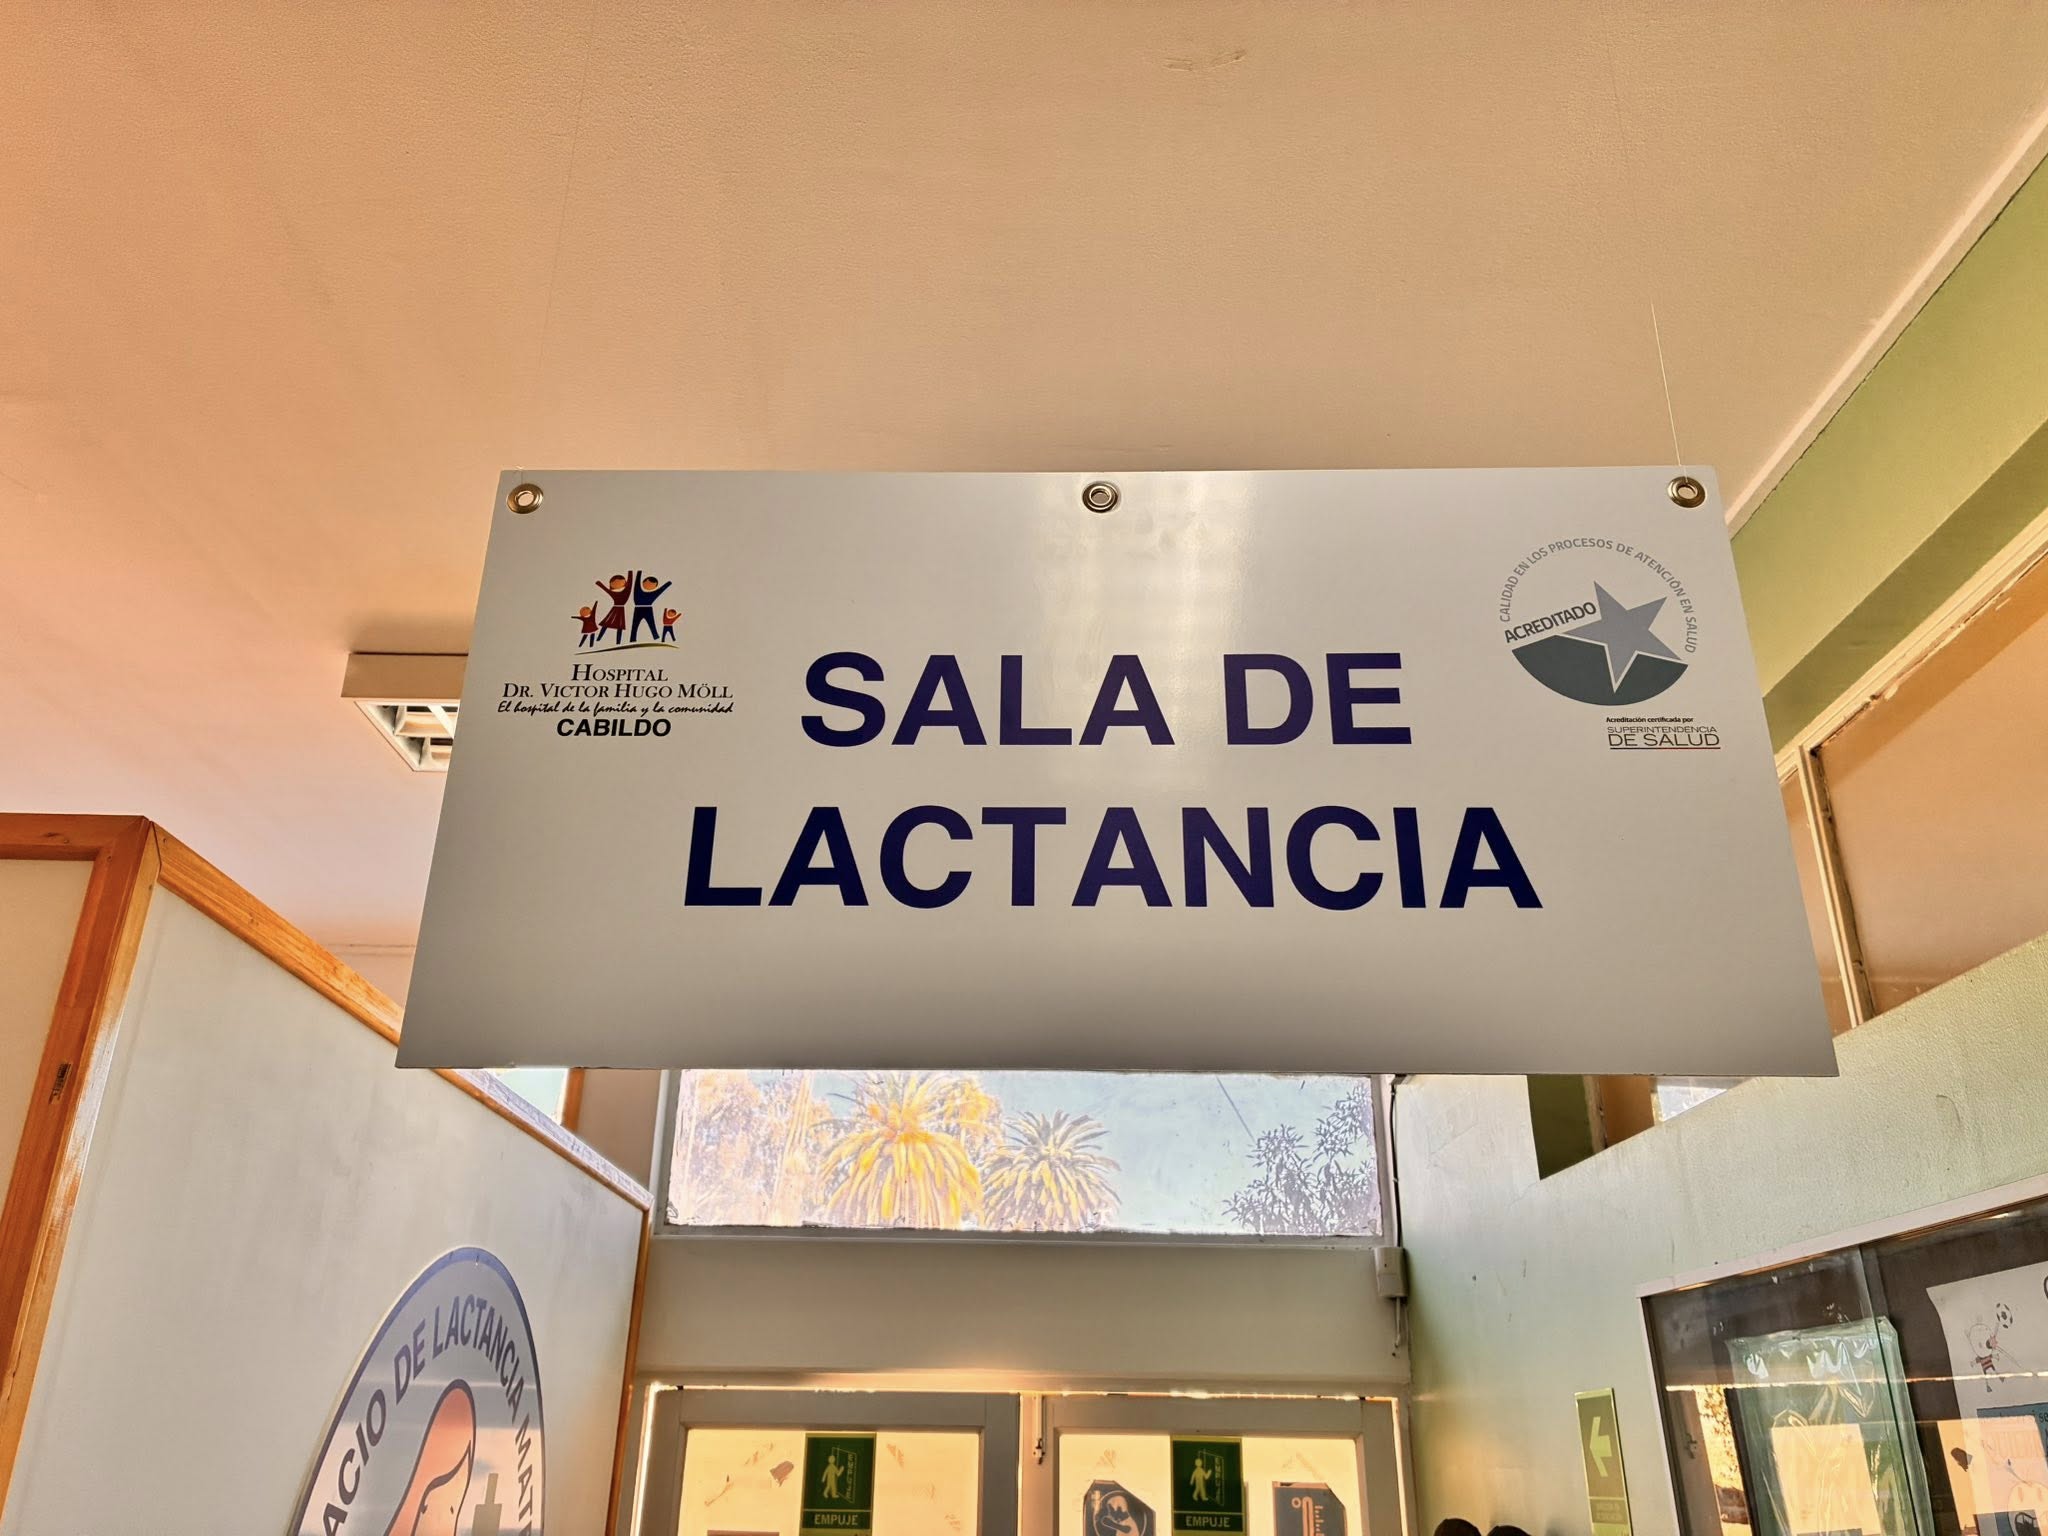 HOSPITAL
DR. VICTOR HUGO MÖLL
El hospital de la familia y la comunidad
CABILDO
CALIDAD EN LOS PROCESOS DE ATENCIÓN EN SALUD
ACREDITADO
Acreditación certificada por
SUPERINTENDENCIA
DE SALUD
SALA DE
LACTANCIA
ACIO DE LACTANCIA MAT
EMPUJE
EMPUJE